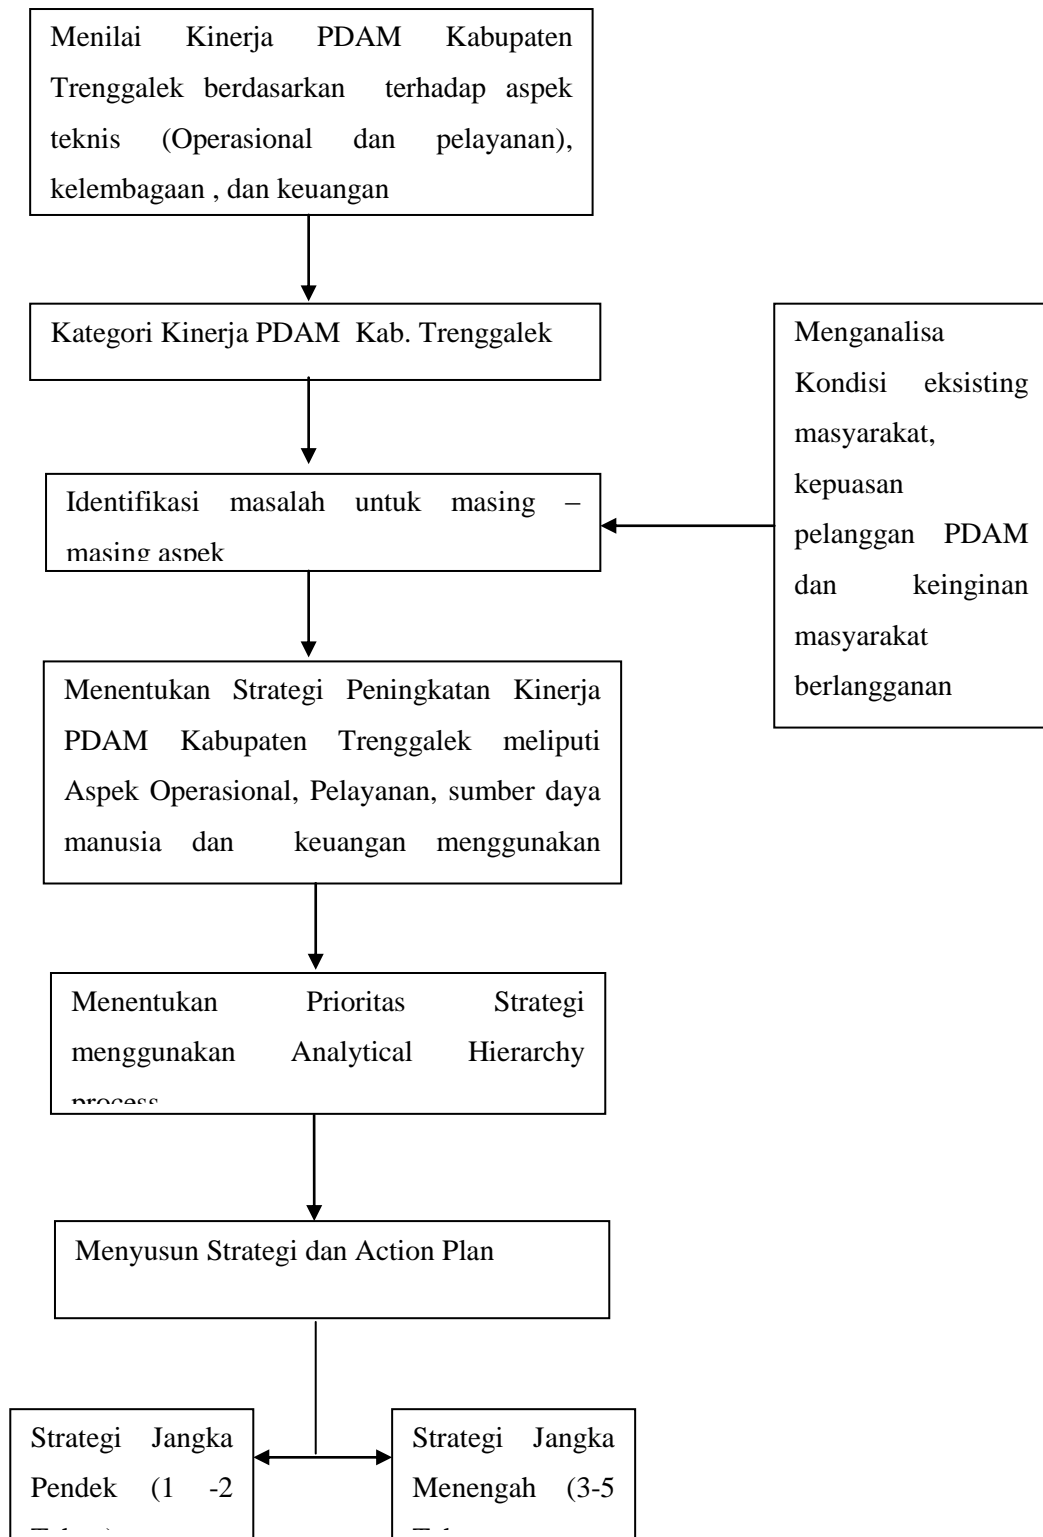 Menilai Kinerja PDAM Kabupaten
Trenggalek berdasarkan terhadap aspek
teknis (Operasional dan pelayanan),
kelembagaan , dan keuangan
Kategori Kinerja PDAM Kab. Trenggalek
Menganalisa
Kondisi eksisting
masyarakat,
kepuasan
pelanggan PDAM
dan keinginan
masyarakat
berlangganan
Identifikasi masalah untuk masing –
masing aspek
Menentukan Strategi Peningkatan Kinerja
PDAM Kabupaten Trenggalek meliputi
Aspek Operasional, Pelayanan, sumber daya
manusia dan keuangan menggunakan
Menentukan Prioritas Strategi
menggunakan Analytical Hierarchy
process
Menyusun Strategi dan Action Plan
Strategi Jangka
Pendek (1 -2
Strategi Jangka
Menengah (3-5